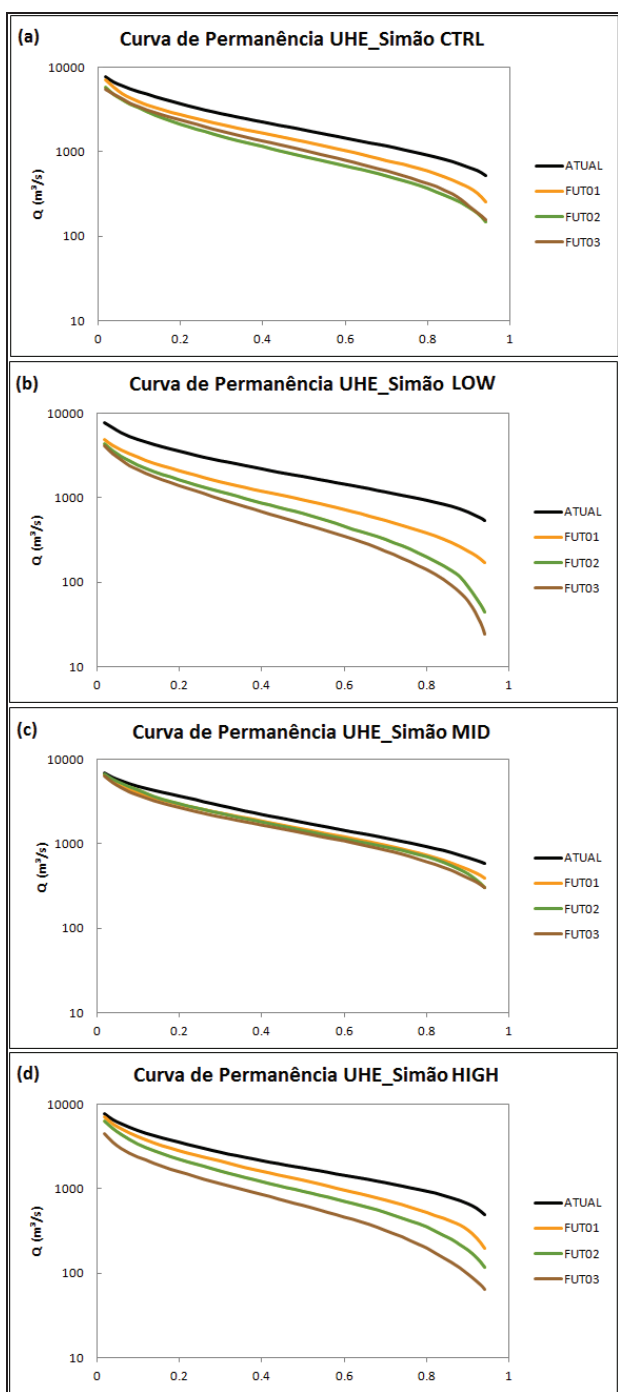 (a)
Curva de Permanência UHE_Simão CTRL
10000
1000
100
10
Q (m³/s)
0 0.2 0.4 0.6 0.8 1
ATUAL
FUT01
FUT02
FUT03
(b)
Curva de Permanência UHE_Simão LOW
10000
1000
100
10
Q (m³/s)
0 0.2 0.4 0.6 0.8 1
ATUAL
FUT01
FUT02
FUT03
(c)
Curva de Permanência UHE_Simão MID
10000
1000
100
10
Q (m³/s)
0 0.2 0.4 0.6 0.8 1
ATUAL
FUT01
FUT02
FUT03
(d)
Curva de Permanência UHE_Simão HIGH
10000
1000
100
10
Q (m³/s)
0 0.2 0.4 0.6 0.8 1
ATUAL
FUT01
FUT02
FUT03